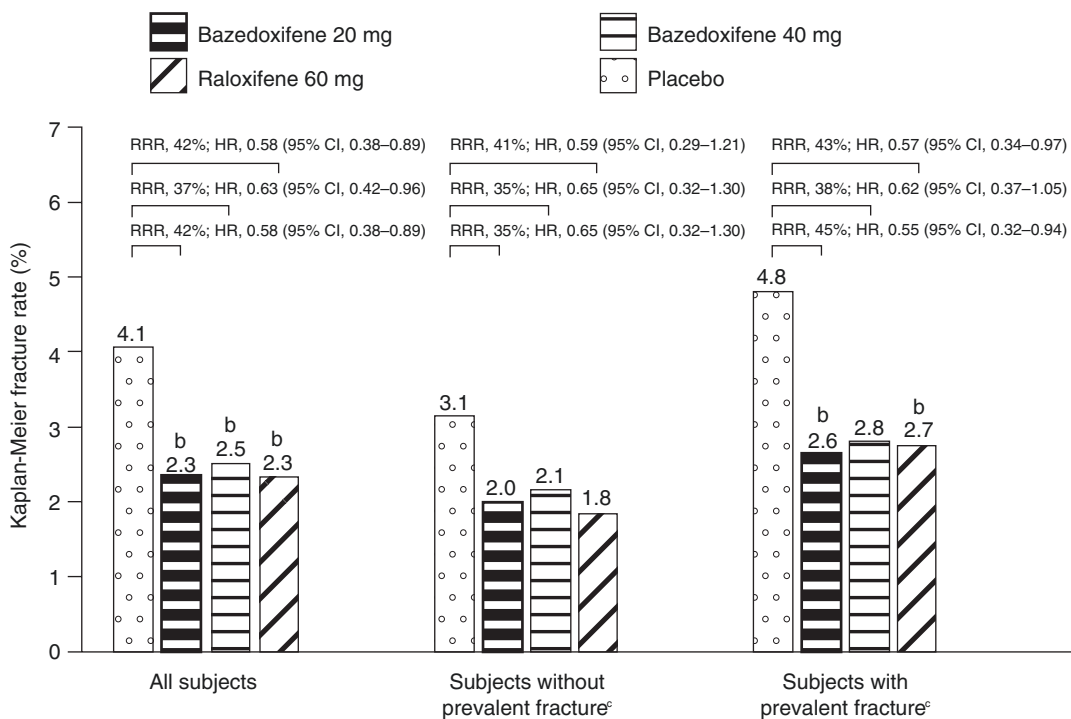 Bazedoxifene 20 mg
Bazedoxifene 40 mg
Raloxifene 60 mg
Placebo
Kaplan-Meier fracture rate (%)
7
6
5
4
3
2
1
0
RRR, 42%; HR, 0.58 (95% CI, 0.38–0.89)
RRR, 37%; HR, 0.63 (95% CI, 0.42–0.96)
RRR, 42%; HR, 0.58 (95% CI, 0.38–0.89)
4.1
b
2.3
b
2.5
b
2.3
All subjects
RRR, 41%; HR, 0.59 (95% CI, 0.29–1.21)
RRR, 35%; HR, 0.65 (95% CI, 0.32–1.30)
RRR, 35%; HR, 0.65 (95% CI, 0.32–1.30)
3.1
2.0
2.1
1.8
Subjects without
prevalent fractureᶜ
RRR, 43%; HR, 0.57 (95% CI, 0.34–0.97)
RRR, 38%; HR, 0.62 (95% CI, 0.37–1.05)
RRR, 45%; HR, 0.55 (95% CI, 0.32–0.94)
4.8
b
2.6
2.8
b
2.7
Subjects with
prevalent fractureᶜ